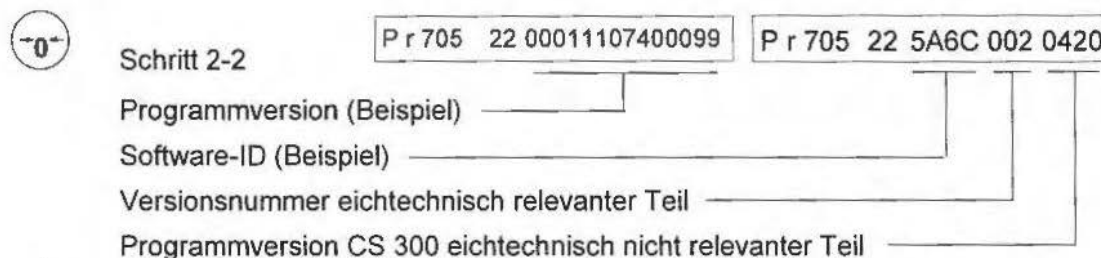 →0←
Schritt 2-2
P r 705 22 00011107400099
P r 705 22 5A6C 002 0420
Programmversion (Beispiel)
Software-ID (Beispiel)
Versionsnummer eichtechnisch relevanter Teil
Programmversion CS 300 eichtechnisch nicht relevanter Teil